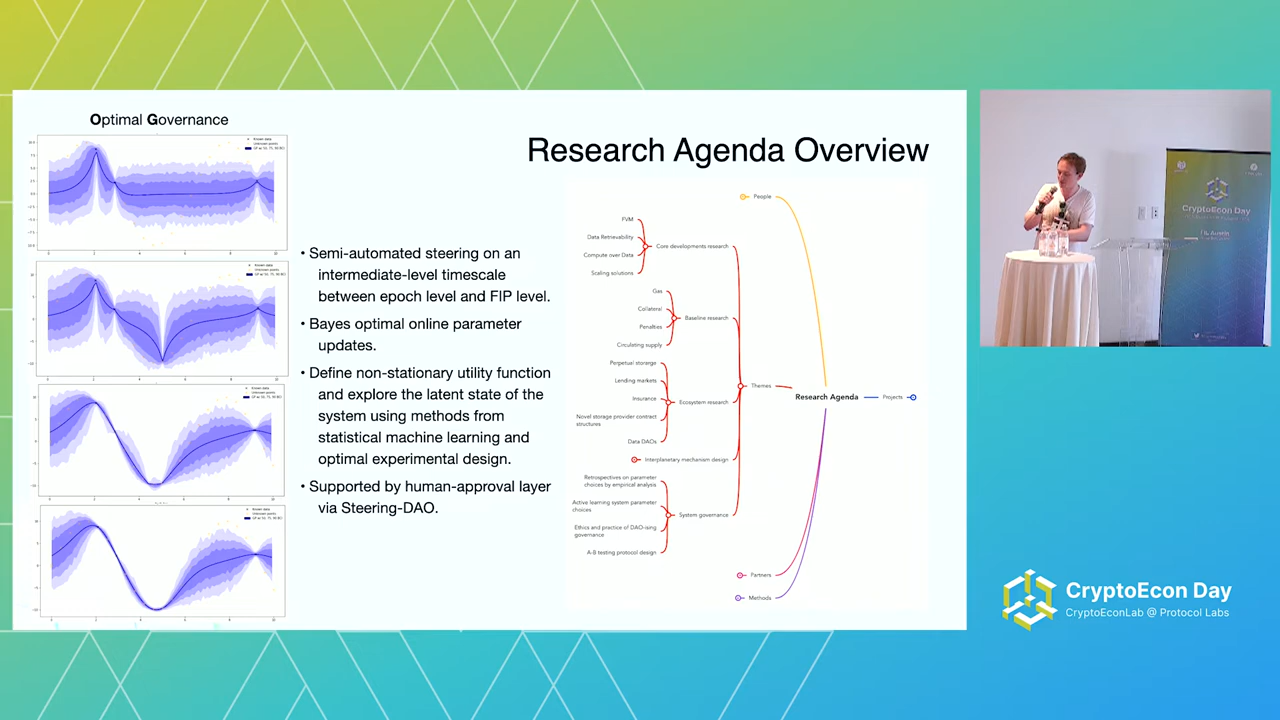 Optimal Governance
Research Agenda Overview
• Semi-automated steering on an
intermediate-level timescale
between epoch level and FIP level.
• Bayes optimal online parameter
updates.
• Define non-stationary utility function
and explore the latent state of the
system using methods from
statistical machine learning and
optimal experimental design.
• Supported by human-approval layer
via Steering-DAO.
People
FVM
Data Retrievability
Compute over Data
Scaling solutions
Core developments research
Gas
Collateral
Penalties
Circulating supply
Baseline research
Perpetual storarge
Lending markets
Insurance
Novel storage provider contract
structures
Data DAOs
Ecosystem research
Interplanetary mechanism design
Retrospectives on parameter
choices by empirical analysis
Active learning system parameter
choices
Ethics and practice of DAO-ising
governance
A-B testing protocol design
System governance
Themes
Research Agenda
Projects
Partners
Methods
CryptoEcon Day
Austin
CryptoEcon Day
CryptoEconLab @ Protocol Labs